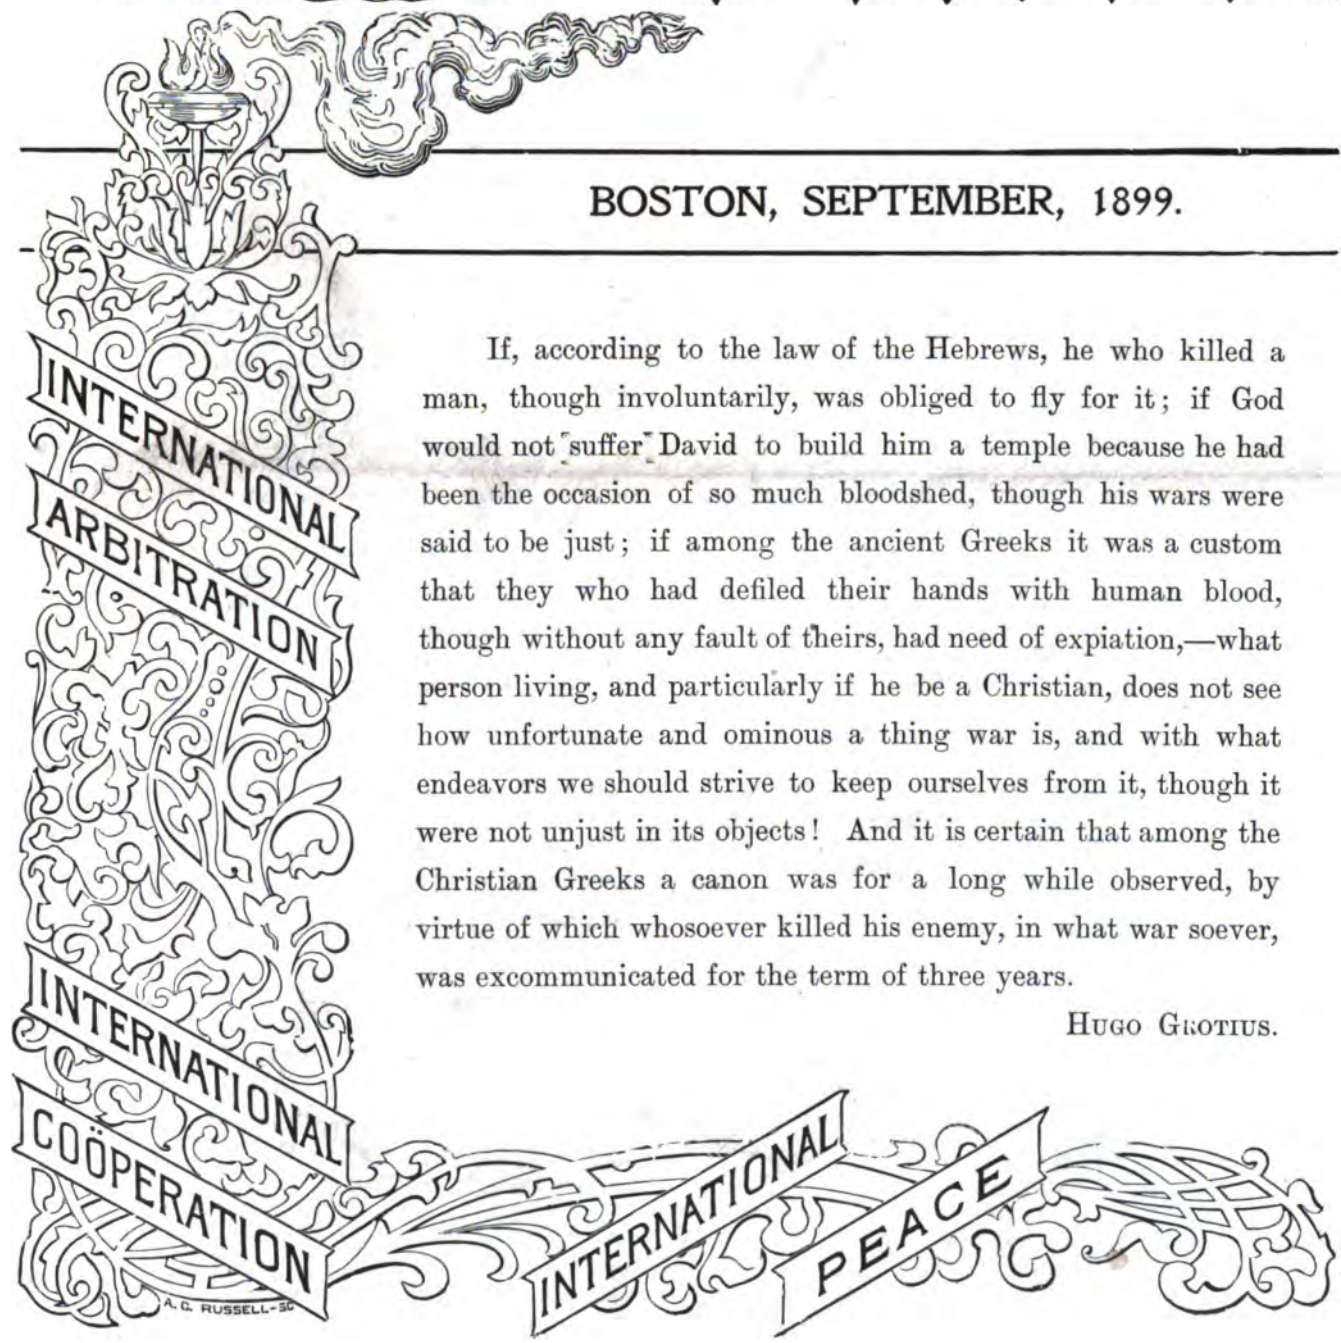 BOSTON, SEPTEMBER, 1899.
If, according to the law of the Hebrews, he who killed a
man, though involuntarily, was obliged to fly for it; if God
would not suffer David to build him a temple because he had
been the occasion of so much bloodshed, though his wars were
said to be just; if among the ancient Greeks it was a custom
that they who had defiled their hands with human blood,
though without any fault of theirs, had need of expiation,—what
person living, and particularly if he be a Christian, does not see
how unfortunate and ominous a thing war is, and with what
endeavors we should strive to keep ourselves from it, though it
were not unjust in its objects! And it is certain that among the
Christian Greeks a canon was for a long while observed, by
virtue of which whosoever killed his enemy, in what war soever,
was excommunicated for the term of three years.
HUGO GROTIUS.
INTERNATIONAL
ARBITRATION
INTERNATIONAL
COÖPERATION
INTERNATIONAL
PEACE
A. G. RUSSELL-SC